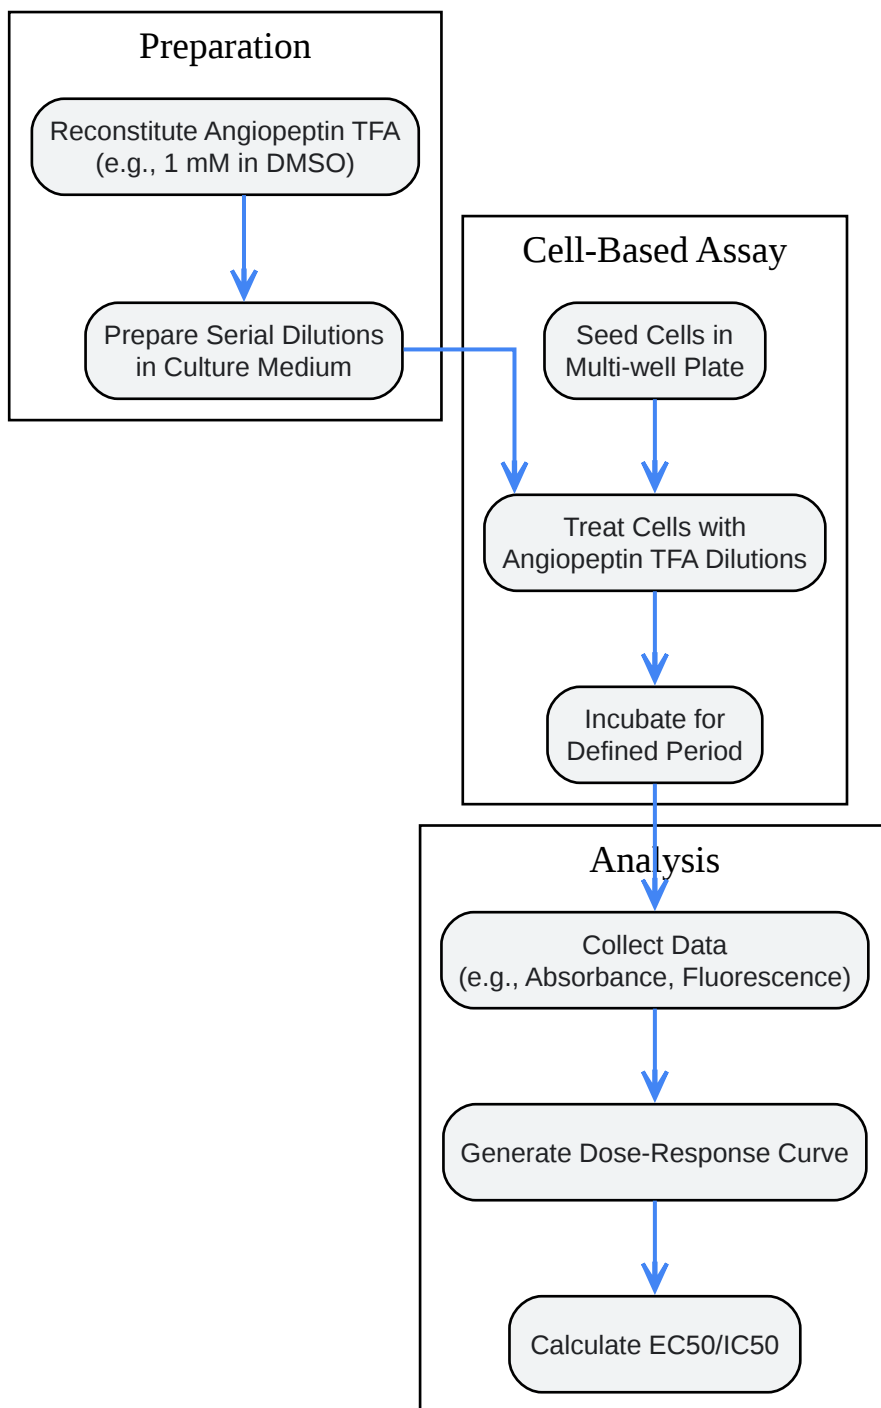 Preparation
Reconstitute Angiopeptin TFA
(e.g., 1 mM in DMSO)
Prepare Serial Dilutions
in Culture Medium
Cell-Based Assay
Seed Cells in
Multi-well Plate
Treat Cells with
Angiopeptin TFA Dilutions
Incubate for
Defined Period
Analysis
Collect Data
(e.g., Absorbance, Fluorescence)
Generate Dose-Response Curve
Calculate EC50/IC50